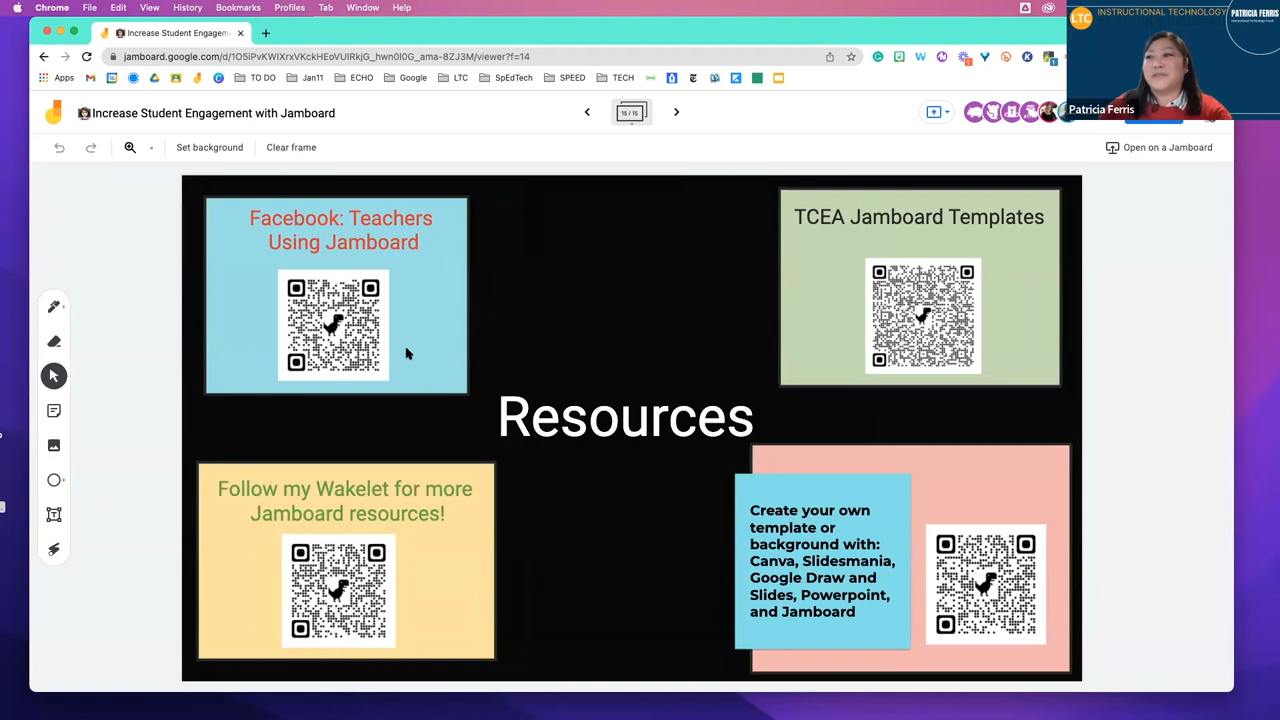 Chrome File Edit View History Bookmarks Profiles Tab Window Help
INSTRUCTIONAL TECHNOLOGY
LTC
PATRICIA FERRIS
Increase Student Engagemen
jamboard.google.com/d/1O5iPvKWIXrxVKckHEoVUIRkjG_hwn0I0G_ama-8ZJ3M/viewer?f=14
Apps TO DO Jan11 ECHO Google LTC SpEdTech SPEED TECH
Patricia Ferris
Increase Student Engagement with Jamboard
15 / 15
Set background Clear frame Open on a Jamboard
Facebook: Teachers
Using Jamboard
TCEA Jamboard Templates
Resources
Follow my Wakelet for more
Jamboard resources!
Create your own
template or
background with:
Canva, Slidesmania,
Google Draw and
Slides, Powerpoint,
and Jamboard